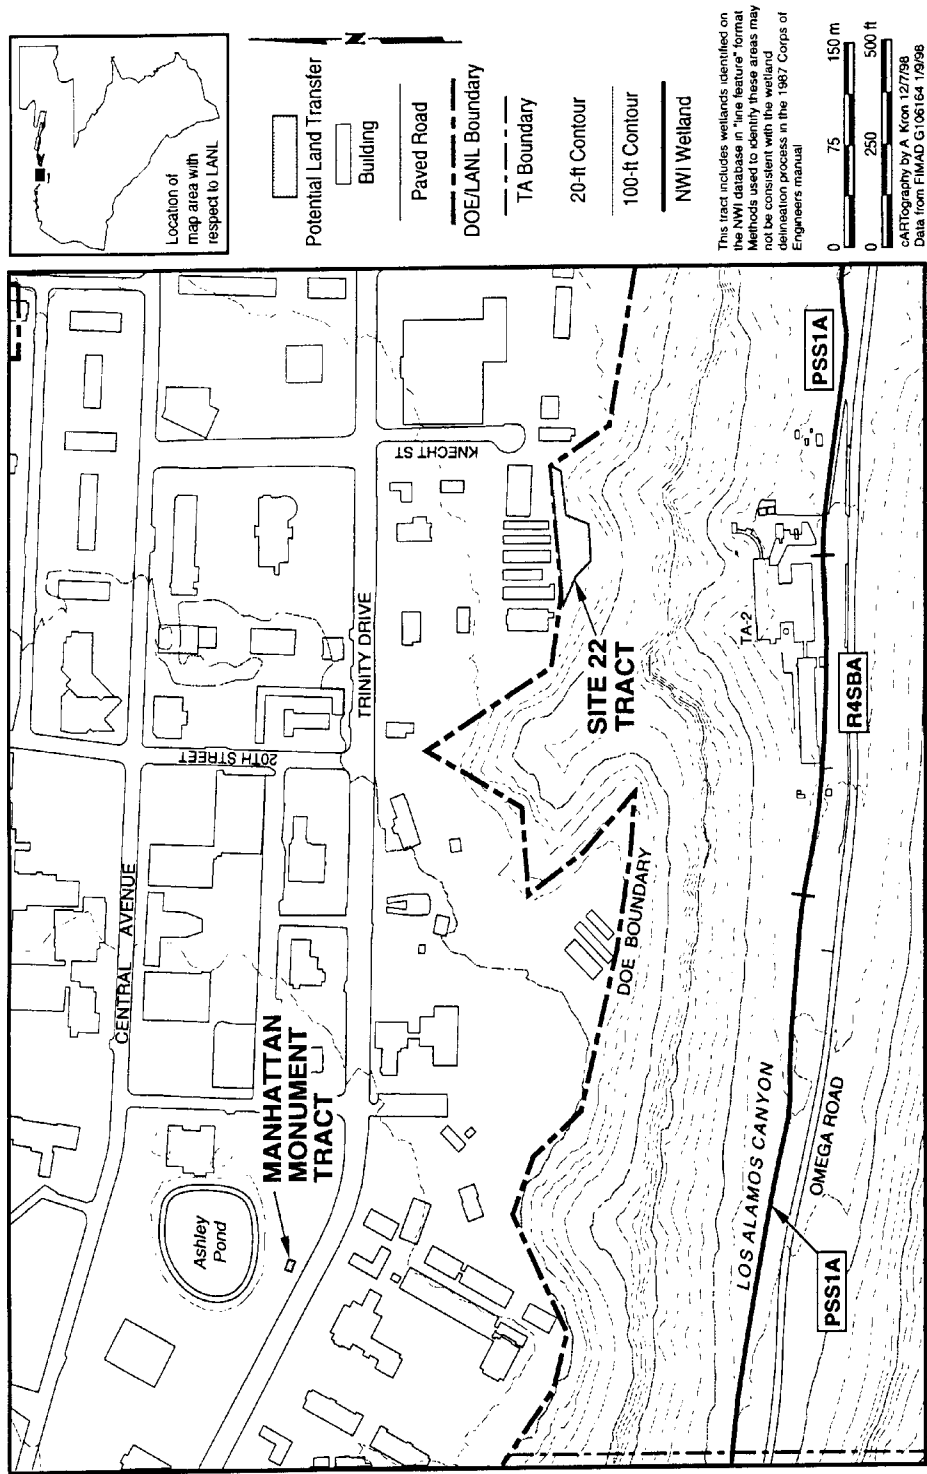 Location of
map area with
respect to LANL
N
Potential Land Transfer
Building
Paved Road
DOE/LANL Boundary
TA Boundary
20-ft Contour
100-ft Contour
NWI Wetland
This tract includes wetlands identified on
the NWI database in "line feature" format
Methods used to identify these areas may
not be consistent with the wetland
delineation process in the 1987 Corps of
Engineers manual
0 75 150 m
0 250 500 ft
cARTography by A Kron 12/7/98
Data from FIMAD G106164 1/9/98
CENTRAL AVENUE
20TH STREET
TRINITY DRIVE
KNECHT ST
MANHATTAN
MONUMENT
TRACT
Ashley
Pond
SITE 22
TRACT
DOE BOUNDARY
TA-2
LOS ALAMOS CANYON
OMEGA ROAD
PSS1A
R4SBA
PSS1A